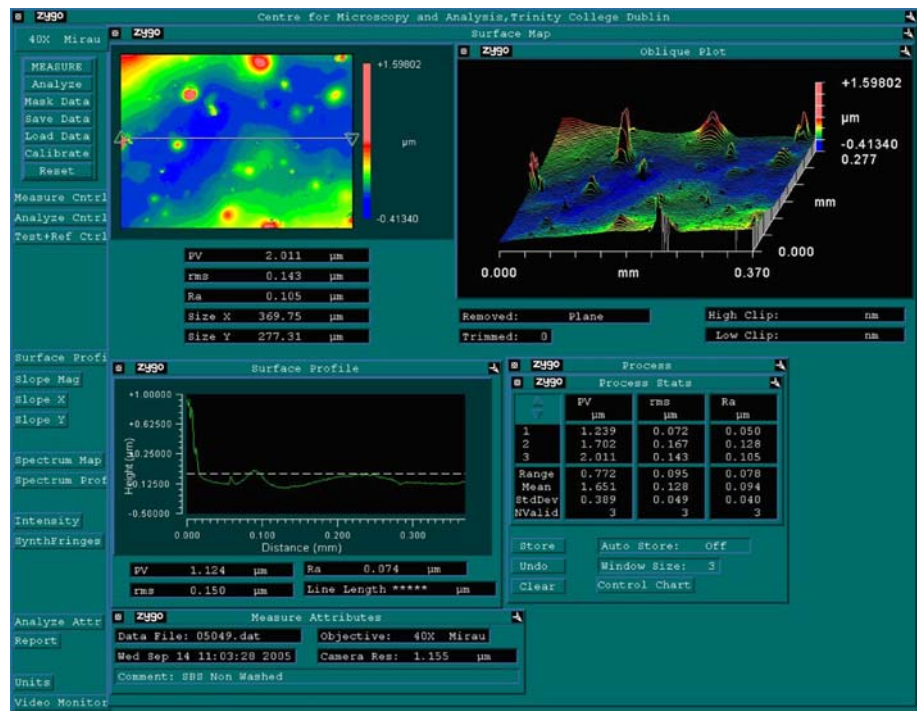 zygo Centre for Microscopy and Analysis,Trinity College Dublin
40X Mirau
MEASURE
Analyze
Mask Data
Save Data
Load Data
Calibrate
Reset
Measure Cntrl
Analyze Cntrl
Test+Ref Ctrl
Surface Profi
Slope Mag
Slope X
Slope Y
Spectrum Map
Spectrum Prof
Intensity
SynthFringes
Analyze Attr
Report
Units
Video Monitor
zygo Surface Map
+1.59802
µm
-0.41340
PV 2.011 µm
rms 0.143 µm
Ra 0.105 µm
Size X 369.75 µm
Size Y 277.31 µm
zygo Oblique Plot
+1.59802
µm
-0.41340
0.277
mm
0.000
0.000 mm 0.370
Removed: Plane
Trimmed: 0
High Clip: nm
Low Clip: nm
zygo Surface Profile
+1.00000
+0.62500
+0.25000
-0.12500
-0.50000
Height (µm)
0.000 0.100 0.200 0.300
Distance (mm)
PV 1.124 µm
rms 0.150 µm
Ra 0.074 µm
Line Length ***** µm
zygo Process
zygo Process Stats
PV rms Ra
µm µm µm
1 1.239 0.072 0.050
2 1.702 0.167 0.128
3 2.011 0.143 0.105
Range 0.772 0.095 0.078
Mean 1.651 0.128 0.094
StdDev 0.389 0.049 0.040
NValid 3 3 3
Store Auto Store: Off
Undo Window Size: 3
Clear Control Chart
zygo Measure Attributes
Data File: 05049.dat Objective: 40X Mirau
Wed Sep 14 11:03:28 2005 Camera Res: 1.155 µm
Comment: SBS Non Washed